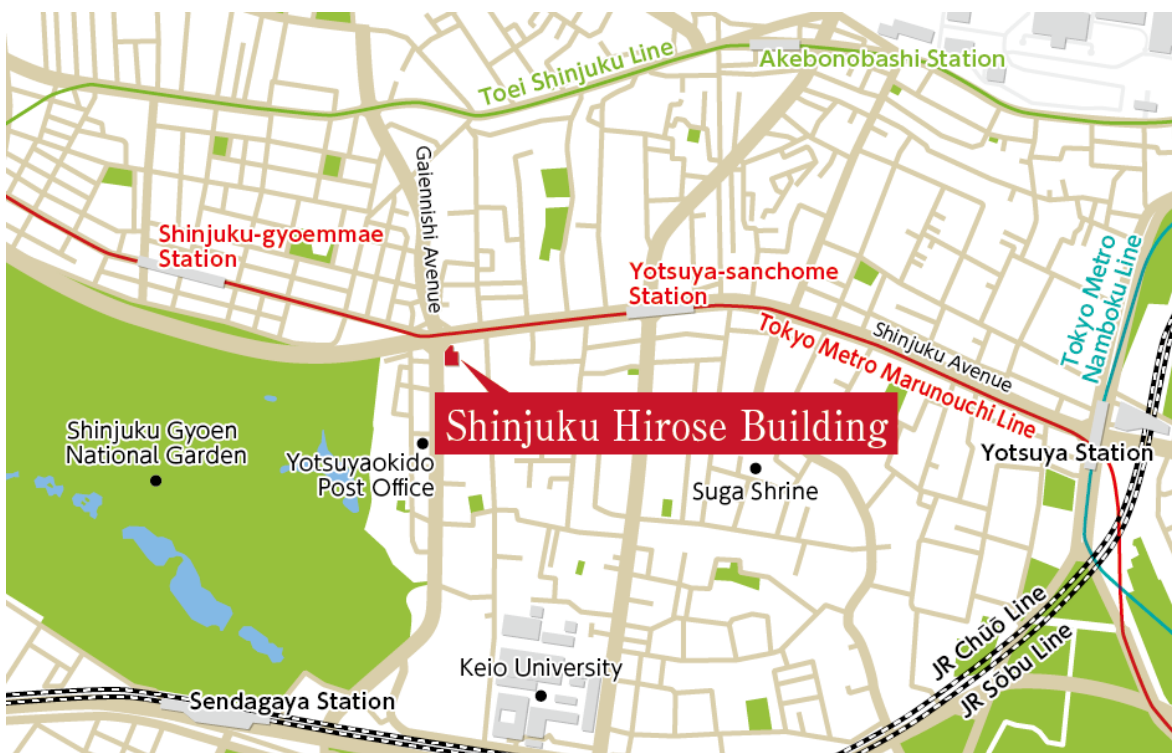 Toei Shinjuku Line
Akebonobashi Station
Gaiennishi Avenue
Shinjuku-gyoemmae
Station
Yotsuya-sanchome
Station
Tokyo Metro
Namboku Line
Shinjuku Avenue
Tokyo Metro Marunouchi Line
Shinjuku Hirose Building
Shinjuku Gyoen
National Garden
Yotsuyaokido
Post Office
Suga Shrine
Yotsuya Station
JR Chūo Line
JR Sōbu Line
Keio University
Sendagaya Station